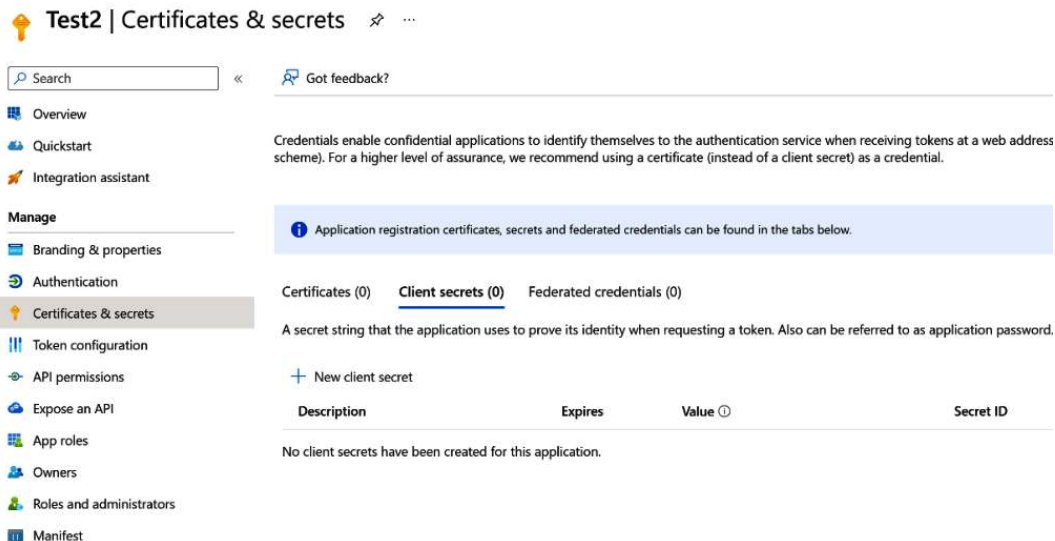 Test2 | Certificates & secrets
Search
Got feedback?
Overview
Quickstart
Integration assistant
Manage
Branding & properties
Authentication
Certificates & secrets
Token configuration
API permissions
Expose an API
App roles
Owners
Roles and administrators
Manifest
Credentials enable confidential applications to identify themselves to the authentication service when receiving tokens at a web address
scheme). For a higher level of assurance, we recommend using a certificate (instead of a client secret) as a credential.
Application registration certificates, secrets and federated credentials can be found in the tabs below.
Certificates (0) Client secrets (0) Federated credentials (0)
A secret string that the application uses to prove its identity when requesting a token. Also can be referred to as application password.
New client secret
Description Expires Value Secret ID
No client secrets have been created for this application.